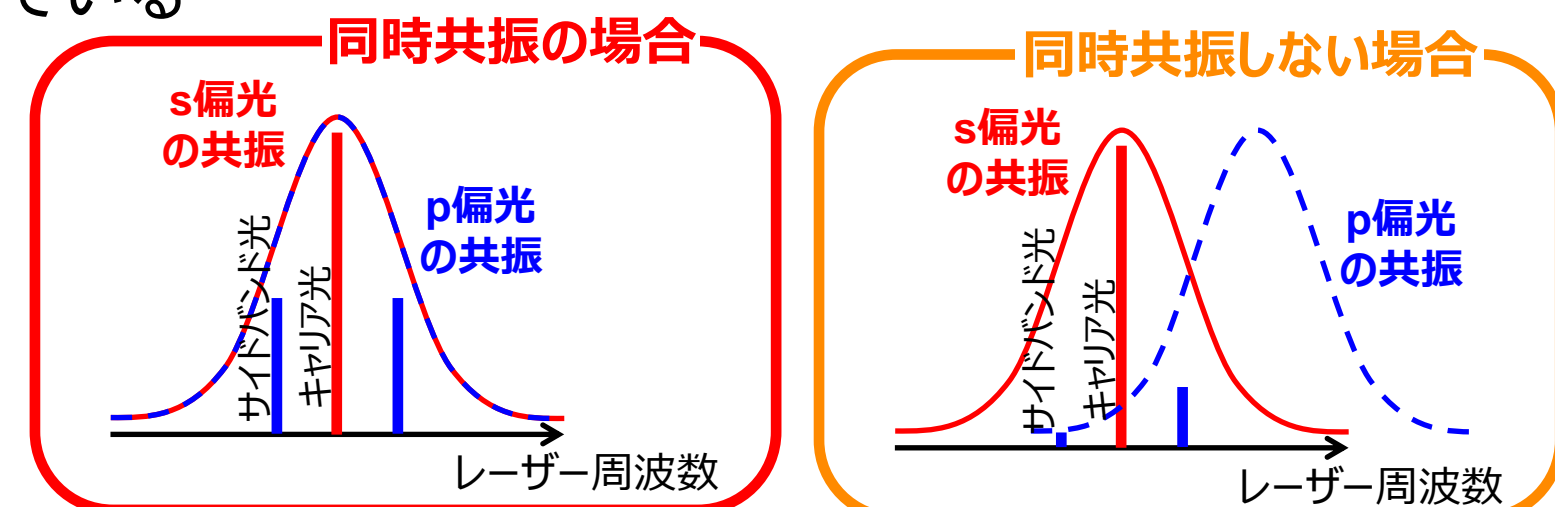 ている
同時共振の場合
s偏光
の共振
p偏光
の共振
サイドバンド光
キャリア光
レーザー周波数
同時共振しない場合
s偏光
の共振
p偏光
の共振
サイドバンド光
キャリア光
レーザー周波数